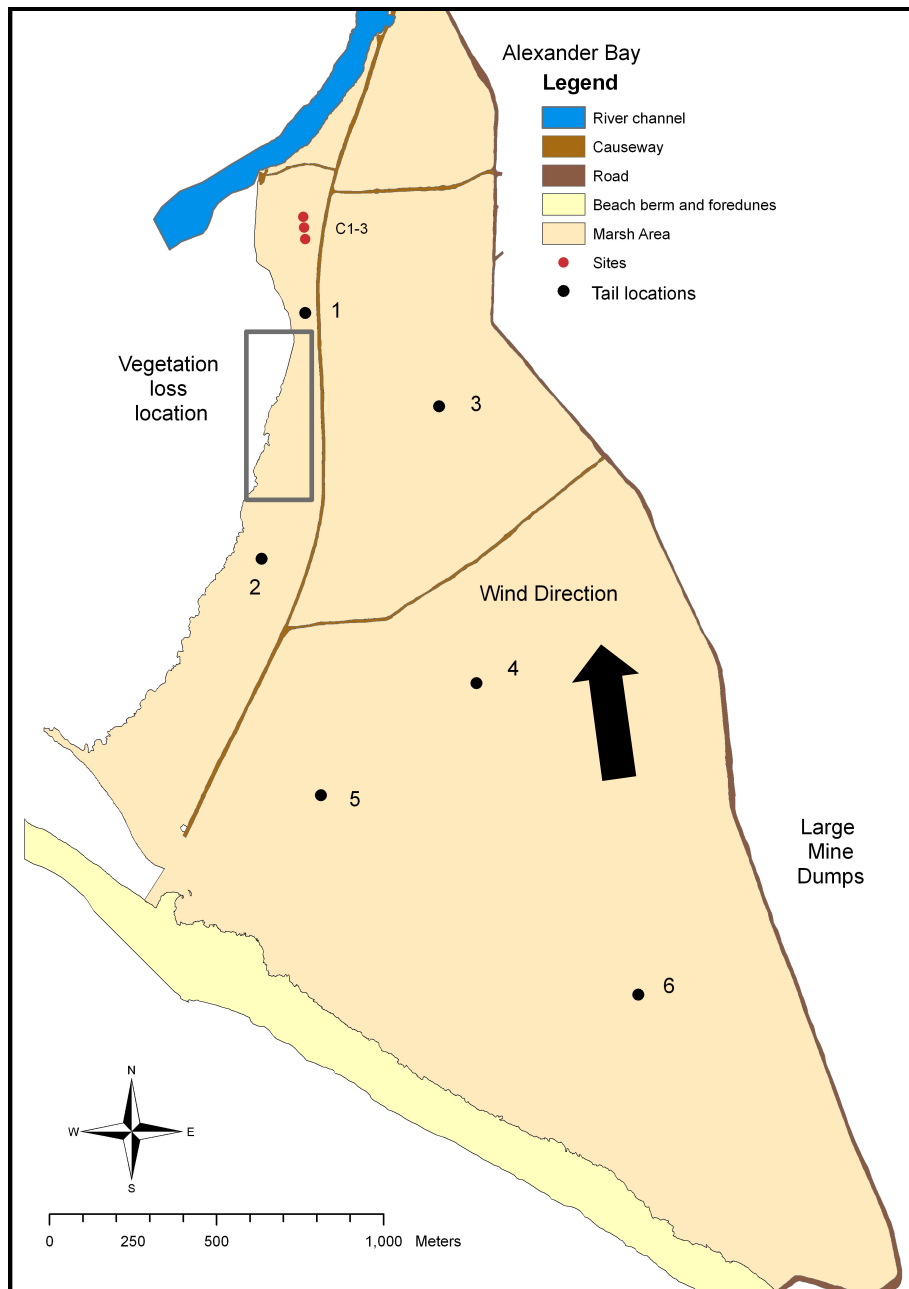 Alexander Bay
Legend
River channel
Causeway
Road
Beach berm and foredunes
Marsh Area
Sites
Tail locations
C1-3
1
Vegetation
loss
location
3
2
Wind Direction
4
5
Large
Mine
Dumps
6
N
W
E
S
0
250
500
1,000
Meters